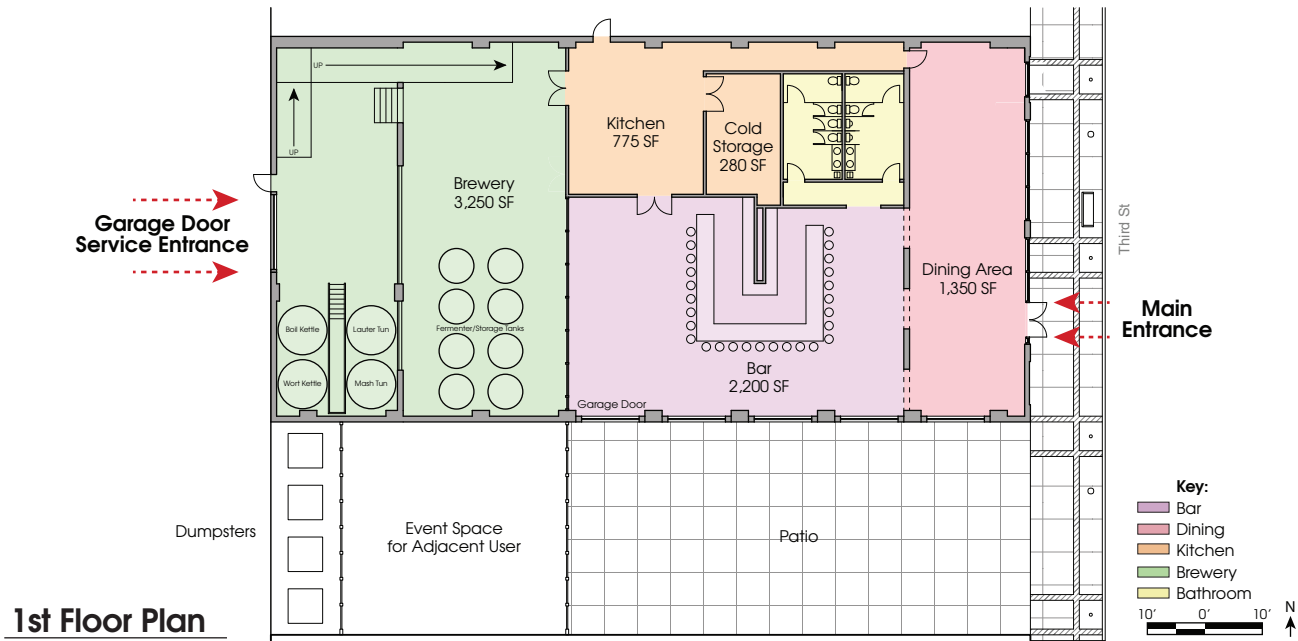 UP
UP
Kitchen
775 SF
Cold
Storage
280 SF
Brewery
3,250 SF
Garage Door
Service Entrance
Third St
Dining Area
1,350 SF
Main
Entrance
Boil Kettle
Lauter Tun
Fermenter/Storage Tanks
Wort Kettle
Mash Tun
Bar
2,200 SF
Garage Door
Dumpsters
Event Space
for Adjacent User
Patio
Key:
Bar
Dining
Kitchen
Brewery
Bathroom
10' 0' 10'
N
1st Floor Plan